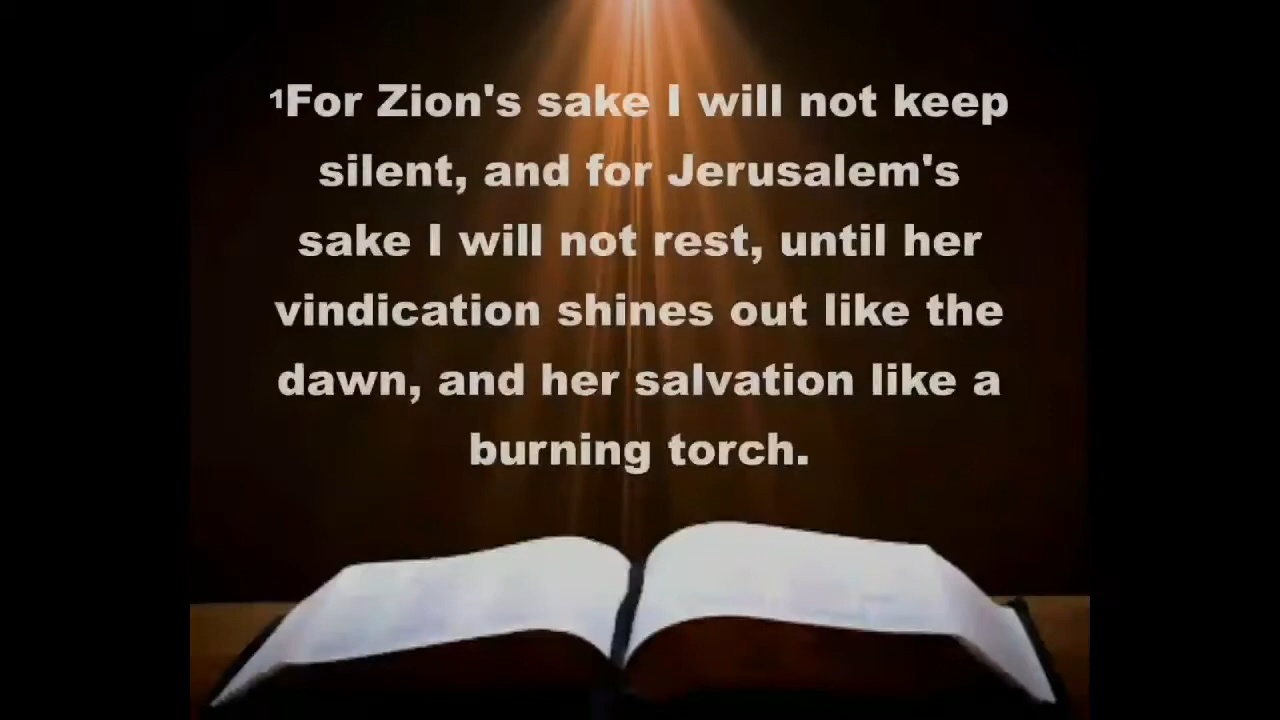 ¹For Zion's sake I will not keep
silent, and for Jerusalem's
sake I will not rest, until her
vindication shines out like the
dawn, and her salvation like a
burning torch.